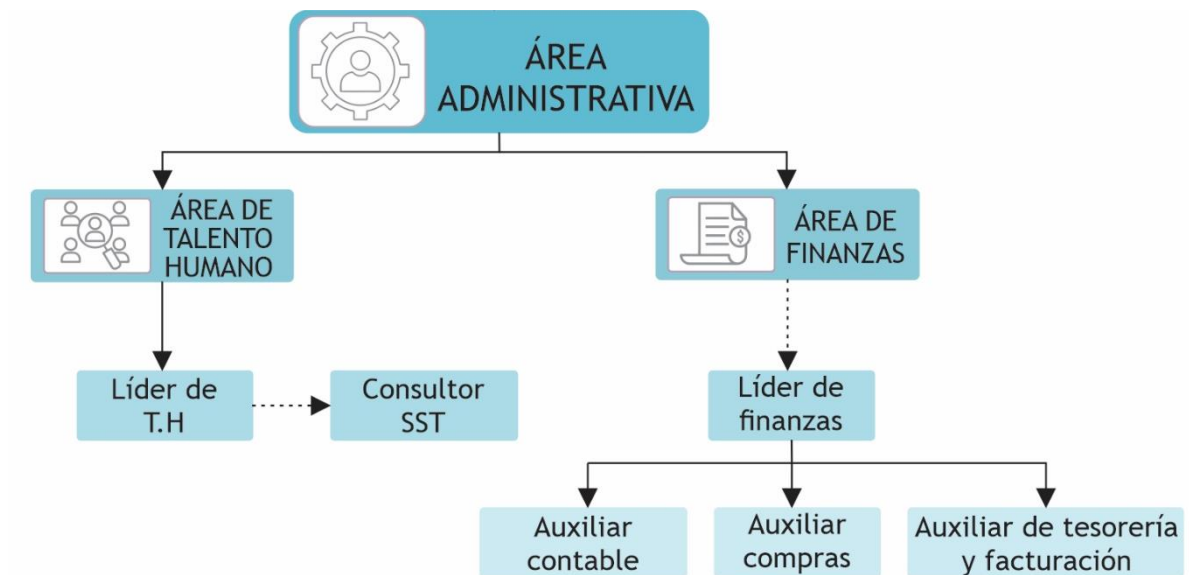 ÁREA
ADMINISTRATIVA
ÁREA DE
TALENTO
HUMANO
ÁREA DE
FINANZAS
Líder de
T.H
Consultor
SST
Líder de
finanzas
Auxiliar
contable
Auxiliar
compras
Auxiliar de tesorería
y facturación